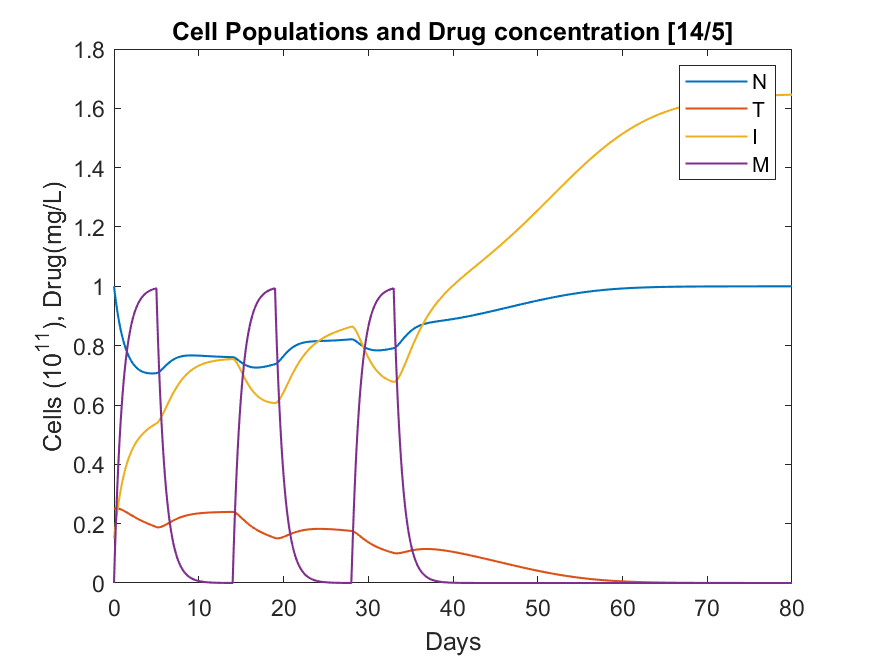 Cell Populations and Drug concentration [14/5]
1.8
1.6
1.4
1.2
1
0.8
0.6
0.4
0.2
0
Cells (10^11), Drug(mg/L)
N
T
I
M
0 10 20 30 40 50 60 70 80
Days